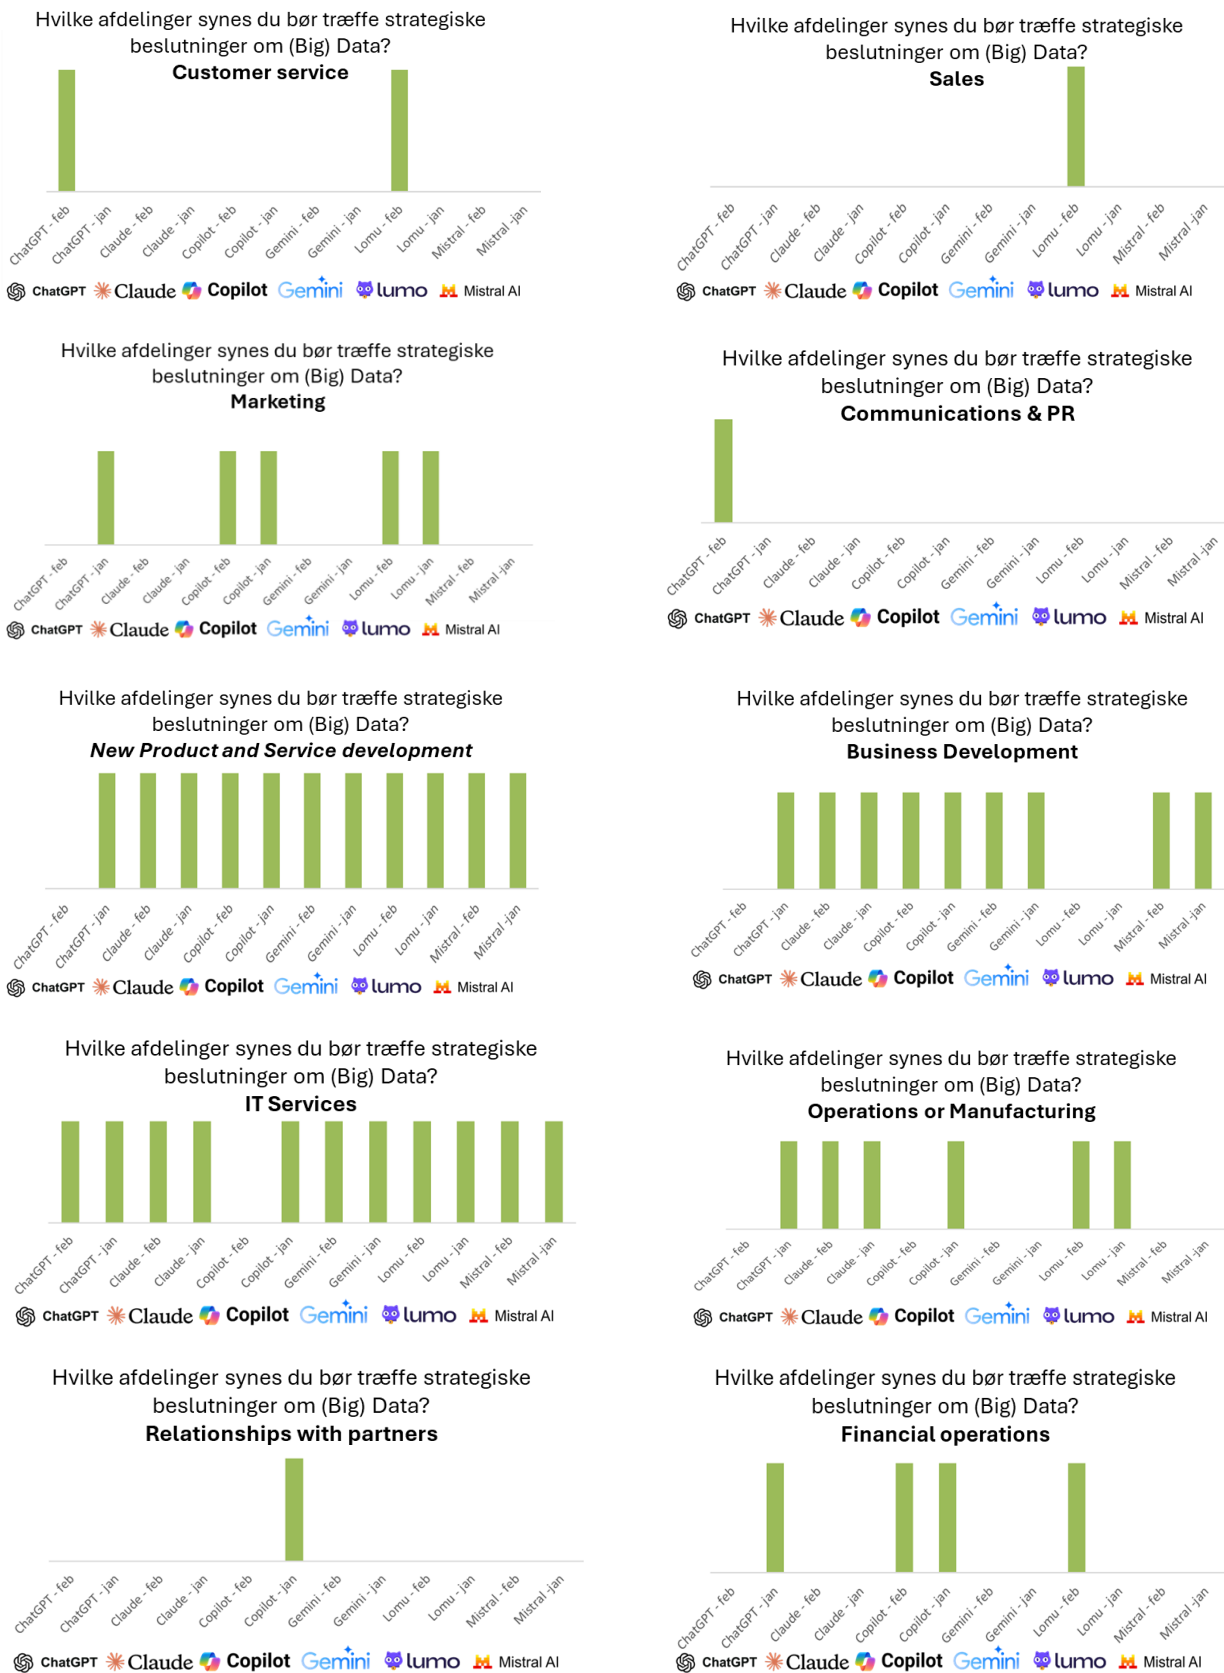 Hvilke afdelinger synes du bør træffe strategiske
beslutninger om (Big) Data?
Customer service
ChatGPT - feb
ChatGPT - jan
Claude - feb
Claude - jan
Copilot - feb
Copilot - jan
Gemini - feb
Gemini - jan
Lomu - feb
Lomu - jan
Mistral - feb
Mistral -jan
ChatGPT Claude Copilot Gemini lumo Mistral AI
Hvilke afdelinger synes du bør træffe strategiske
beslutninger om (Big) Data?
Sales
ChatGPT - feb
ChatGPT - jan
Claude - feb
Claude - jan
Copilot - feb
Copilot - jan
Gemini - feb
Gemini - jan
Lomu - feb
Lomu - jan
Mistral - feb
Mistral -jan
ChatGPT Claude Copilot Gemini lumo Mistral AI
Hvilke afdelinger synes du bør træffe strategiske
beslutninger om (Big) Data?
Marketing
ChatGPT - feb
ChatGPT - jan
Claude - feb
Claude - jan
Copilot - feb
Copilot - jan
Gemini - feb
Gemini - jan
Lomu - feb
Lomu - jan
Mistral - feb
Mistral -jan
ChatGPT Claude Copilot Gemini lumo Mistral AI
Hvilke afdelinger synes du bør træffe strategiske
beslutninger om (Big) Data?
Communications & PR
ChatGPT - feb
ChatGPT - jan
Claude - feb
Claude - jan
Copilot - feb
Copilot - jan
Gemini - feb
Gemini - jan
Lomu - feb
Lomu - jan
Mistral - feb
Mistral -jan
ChatGPT Claude Copilot Gemini lumo Mistral AI
Hvilke afdelinger synes du bør træffe strategiske
beslutninger om (Big) Data?
New Product and Service development
ChatGPT - feb
ChatGPT - jan
Claude - feb
Claude - jan
Copilot - feb
Copilot - jan
Gemini - feb
Gemini - jan
Lomu - feb
Lomu - jan
Mistral - feb
Mistral -jan
ChatGPT Claude Copilot Gemini lumo Mistral AI
Hvilke afdelinger synes du bør træffe strategiske
beslutninger om (Big) Data?
Business Development
ChatGPT - feb
ChatGPT - jan
Claude - feb
Claude - jan
Copilot - feb
Copilot - jan
Gemini - feb
Gemini - jan
Lomu - feb
Lomu - jan
Mistral - feb
Mistral -jan
ChatGPT Claude Copilot Gemini lumo Mistral AI
Hvilke afdelinger synes du bør træffe strategiske
beslutninger om (Big) Data?
IT Services
ChatGPT - feb
ChatGPT - jan
Claude - feb
Claude - jan
Copilot - feb
Copilot - jan
Gemini - feb
Gemini - jan
Lomu - feb
Lomu - jan
Mistral - feb
Mistral -jan
ChatGPT Claude Copilot Gemini lumo Mistral AI
Hvilke afdelinger synes du bør træffe strategiske
beslutninger om (Big) Data?
Operations or Manufacturing
ChatGPT - feb
ChatGPT - jan
Claude - feb
Claude - jan
Copilot - feb
Copilot - jan
Gemini - feb
Gemini - jan
Lomu - feb
Lomu - jan
Mistral - feb
Mistral -jan
ChatGPT Claude Copilot Gemini lumo Mistral AI
Hvilke afdelinger synes du bør træffe strategiske
beslutninger om (Big) Data?
Relationships with partners
ChatGPT - feb
ChatGPT - jan
Claude - feb
Claude - jan
Copilot - feb
Copilot - jan
Gemini - feb
Gemini - jan
Lomu - feb
Lomu - jan
Mistral - feb
Mistral -jan
ChatGPT Claude Copilot Gemini lumo Mistral AI
Hvilke afdelinger synes du bør træffe strategiske
beslutninger om (Big) Data?
Financial operations
ChatGPT - feb
ChatGPT - jan
Claude - feb
Claude - jan
Copilot - feb
Copilot - jan
Gemini - feb
Gemini - jan
Lomu - feb
Lomu - jan
Mistral - feb
Mistral -jan
ChatGPT Claude Copilot Gemini lumo Mistral AI